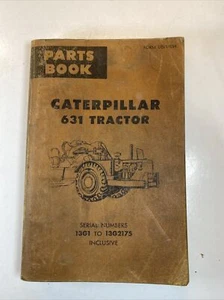 PARTS
BOOK
CATERPILLAR
631 TRACTOR
SERIAL NUMBERS
13G1 TO 13G2175
INCLUSIVE